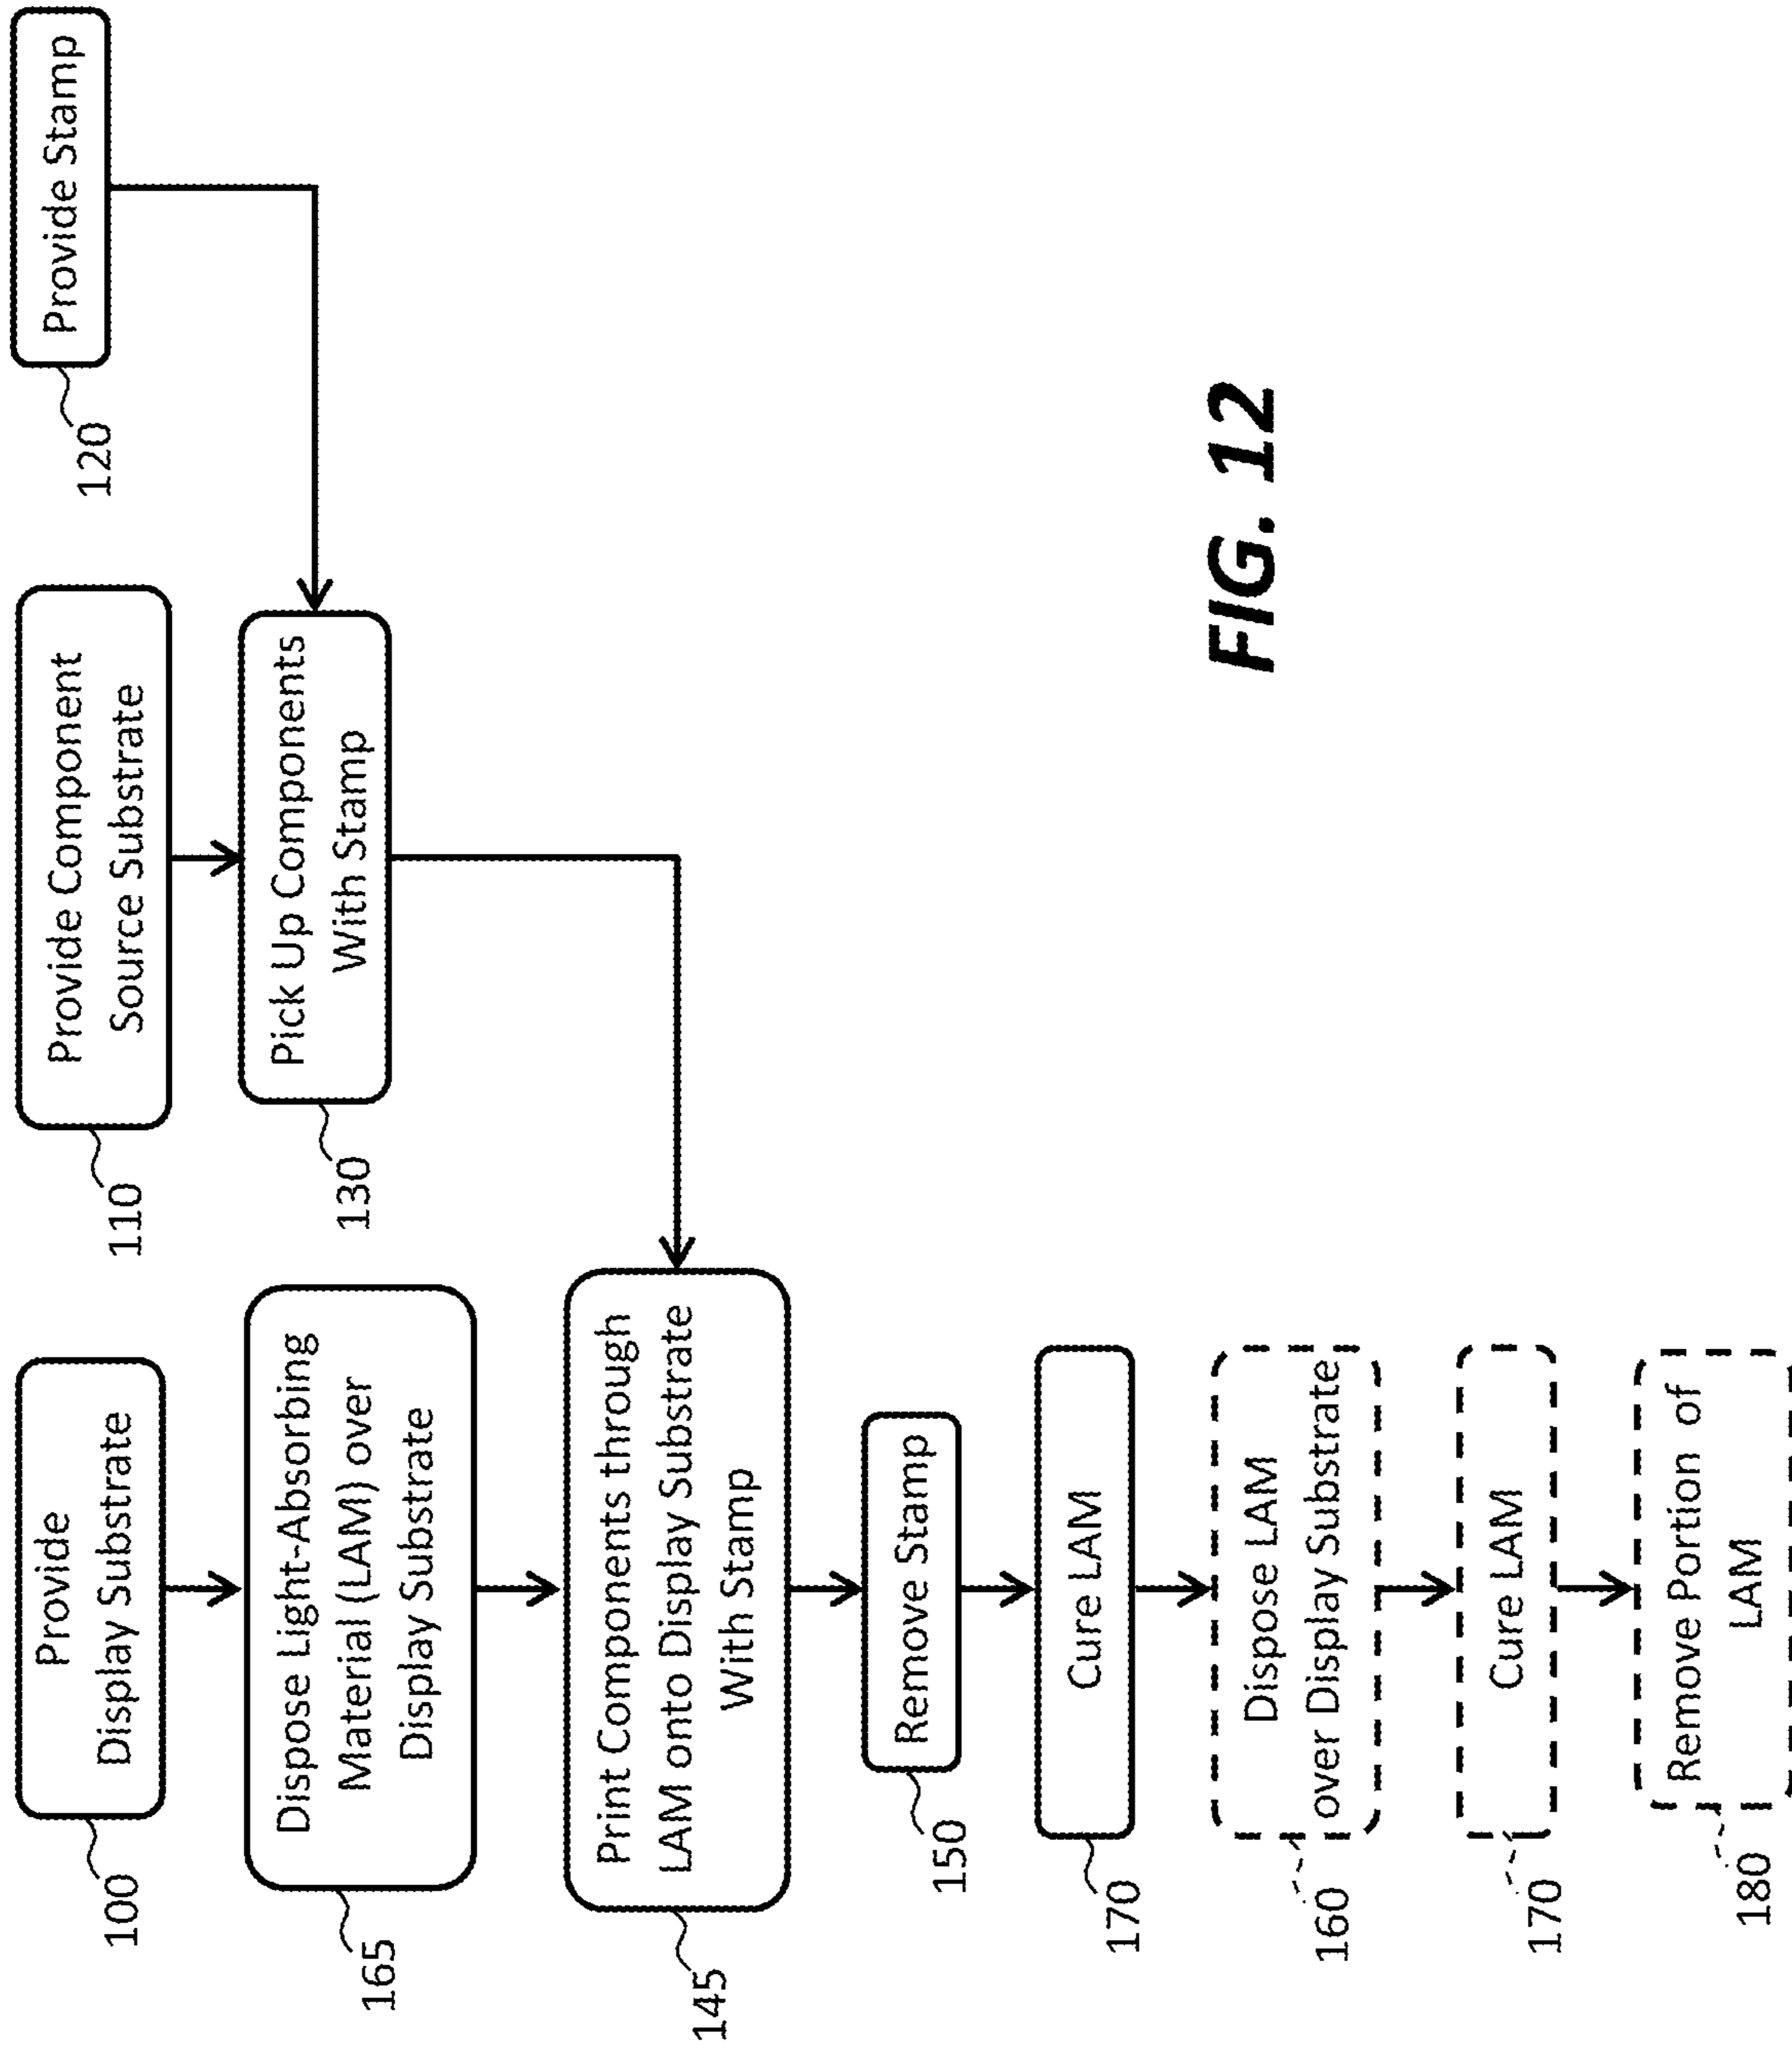 Provide
Display Substrate
100
Dispose Light-Absorbing
Material (LAM) over
Display Substrate
165
Print Components through
LAM onto Display Substrate
With Stamp
145
Remove Stamp
150
Cure LAM
170
Dispose LAM
over Display Substrate
160
Cure LAM
170
Remove Portion of
LAM
180
Provide Component
Source Substrate
110
Pick Up Components
With Stamp
130
Provide Stamp
120
FIG. 12